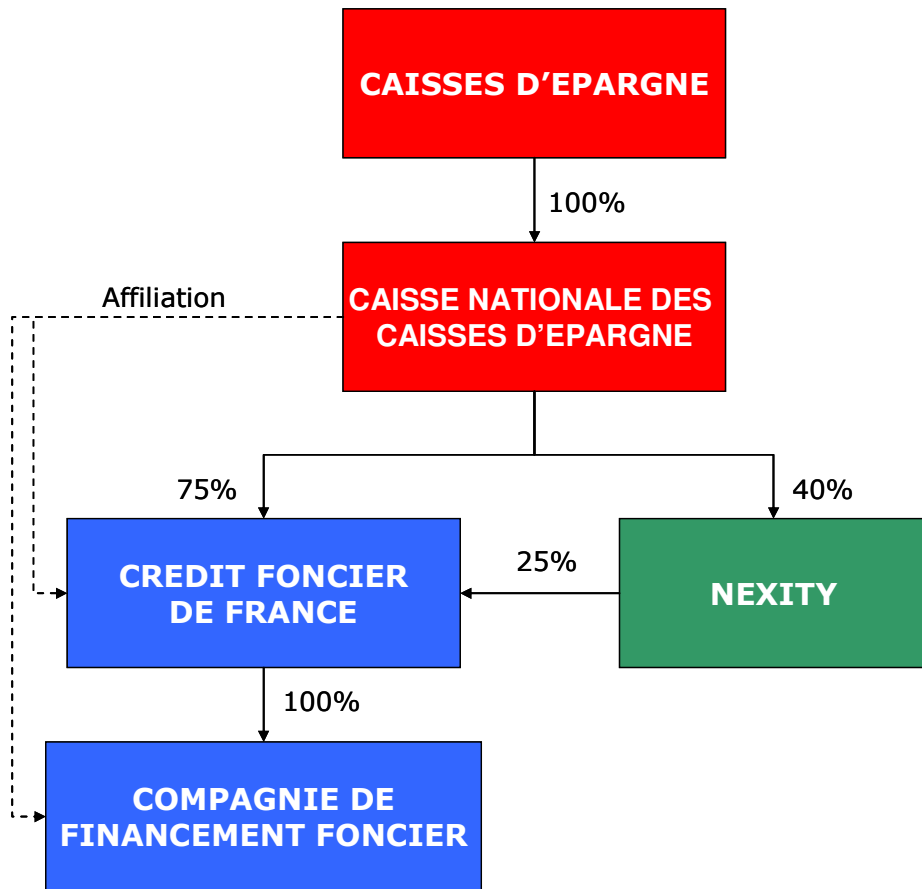 CAISSES D'EPARGNE
100%
Affiliation
CAISSE NATIONALE DES
CAISSES D'EPARGNE
75%
40%
CREDIT FONCIER
DE FRANCE
25%
NEXITY
100%
COMPAGNIE DE
FINANCEMENT FONCIER